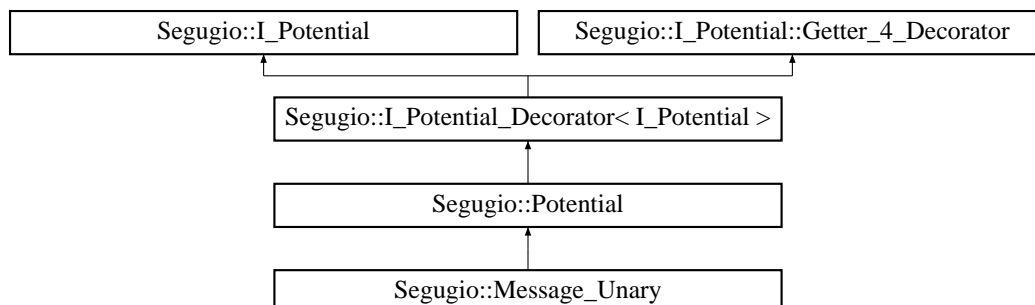 Segugio::I_Potential
Segugio::I_Potential::Getter_4_Decorator
Segugio::I_Potential_Decorator< I_Potential >
Segugio::Potential
Segugio::Message_Unary